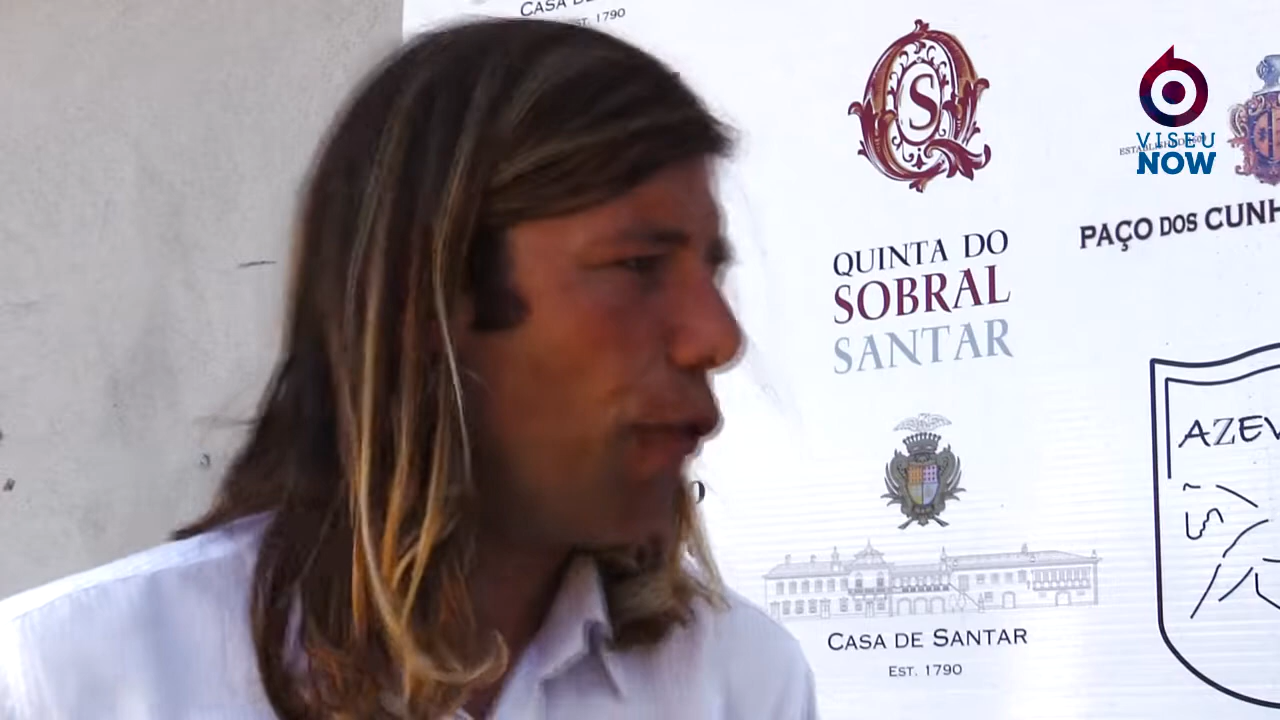 CASA DE
EST. 1790
S
QUINTA DO
SOBRAL
SANTAR
CASA DE SANTAR
EST. 1790
VISEU
NOW
PAÇO DOS CUNH
AZEV